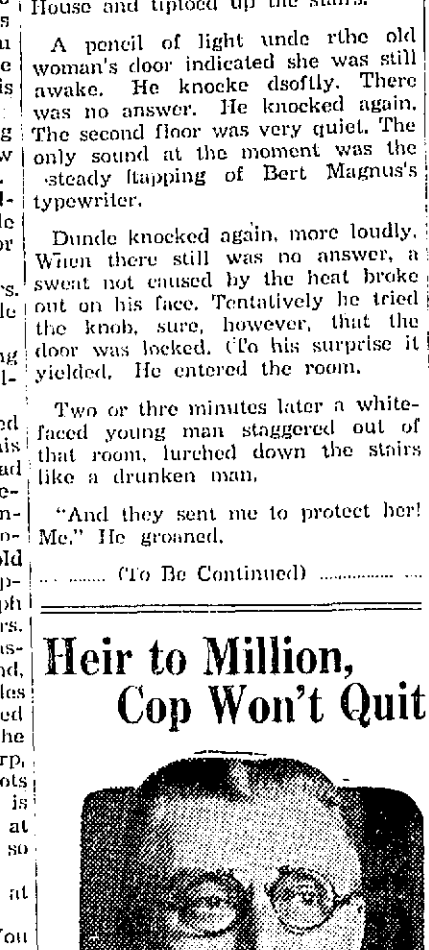 House and tiptoed up the stairs.
A pencil of light unde rthe old
woman's door indicated she was still
awake. He knocke dsoftly. There
was no answer. He knocked again.
The second floor was very quiet. The
only sound at the moment was the
steady ftapping of Bert Magnus's
typewriter.
Dunde knocked again, more loudly.
When there still was no answer, a
sweat not caused by the heat broke
out on his face. Tentatively he tried
the knob, sure, however, that the
door was locked. (To his surprise it
yielded. He entered the room.
Two or thre minutes later a white-
faced young man staggered out of
that room, lurched down the stairs
like a drunken man.
"And they sent me to protect her!
Me." He groaned.
(To Be Continued)
Heir to Million,
Cop Won't Quit